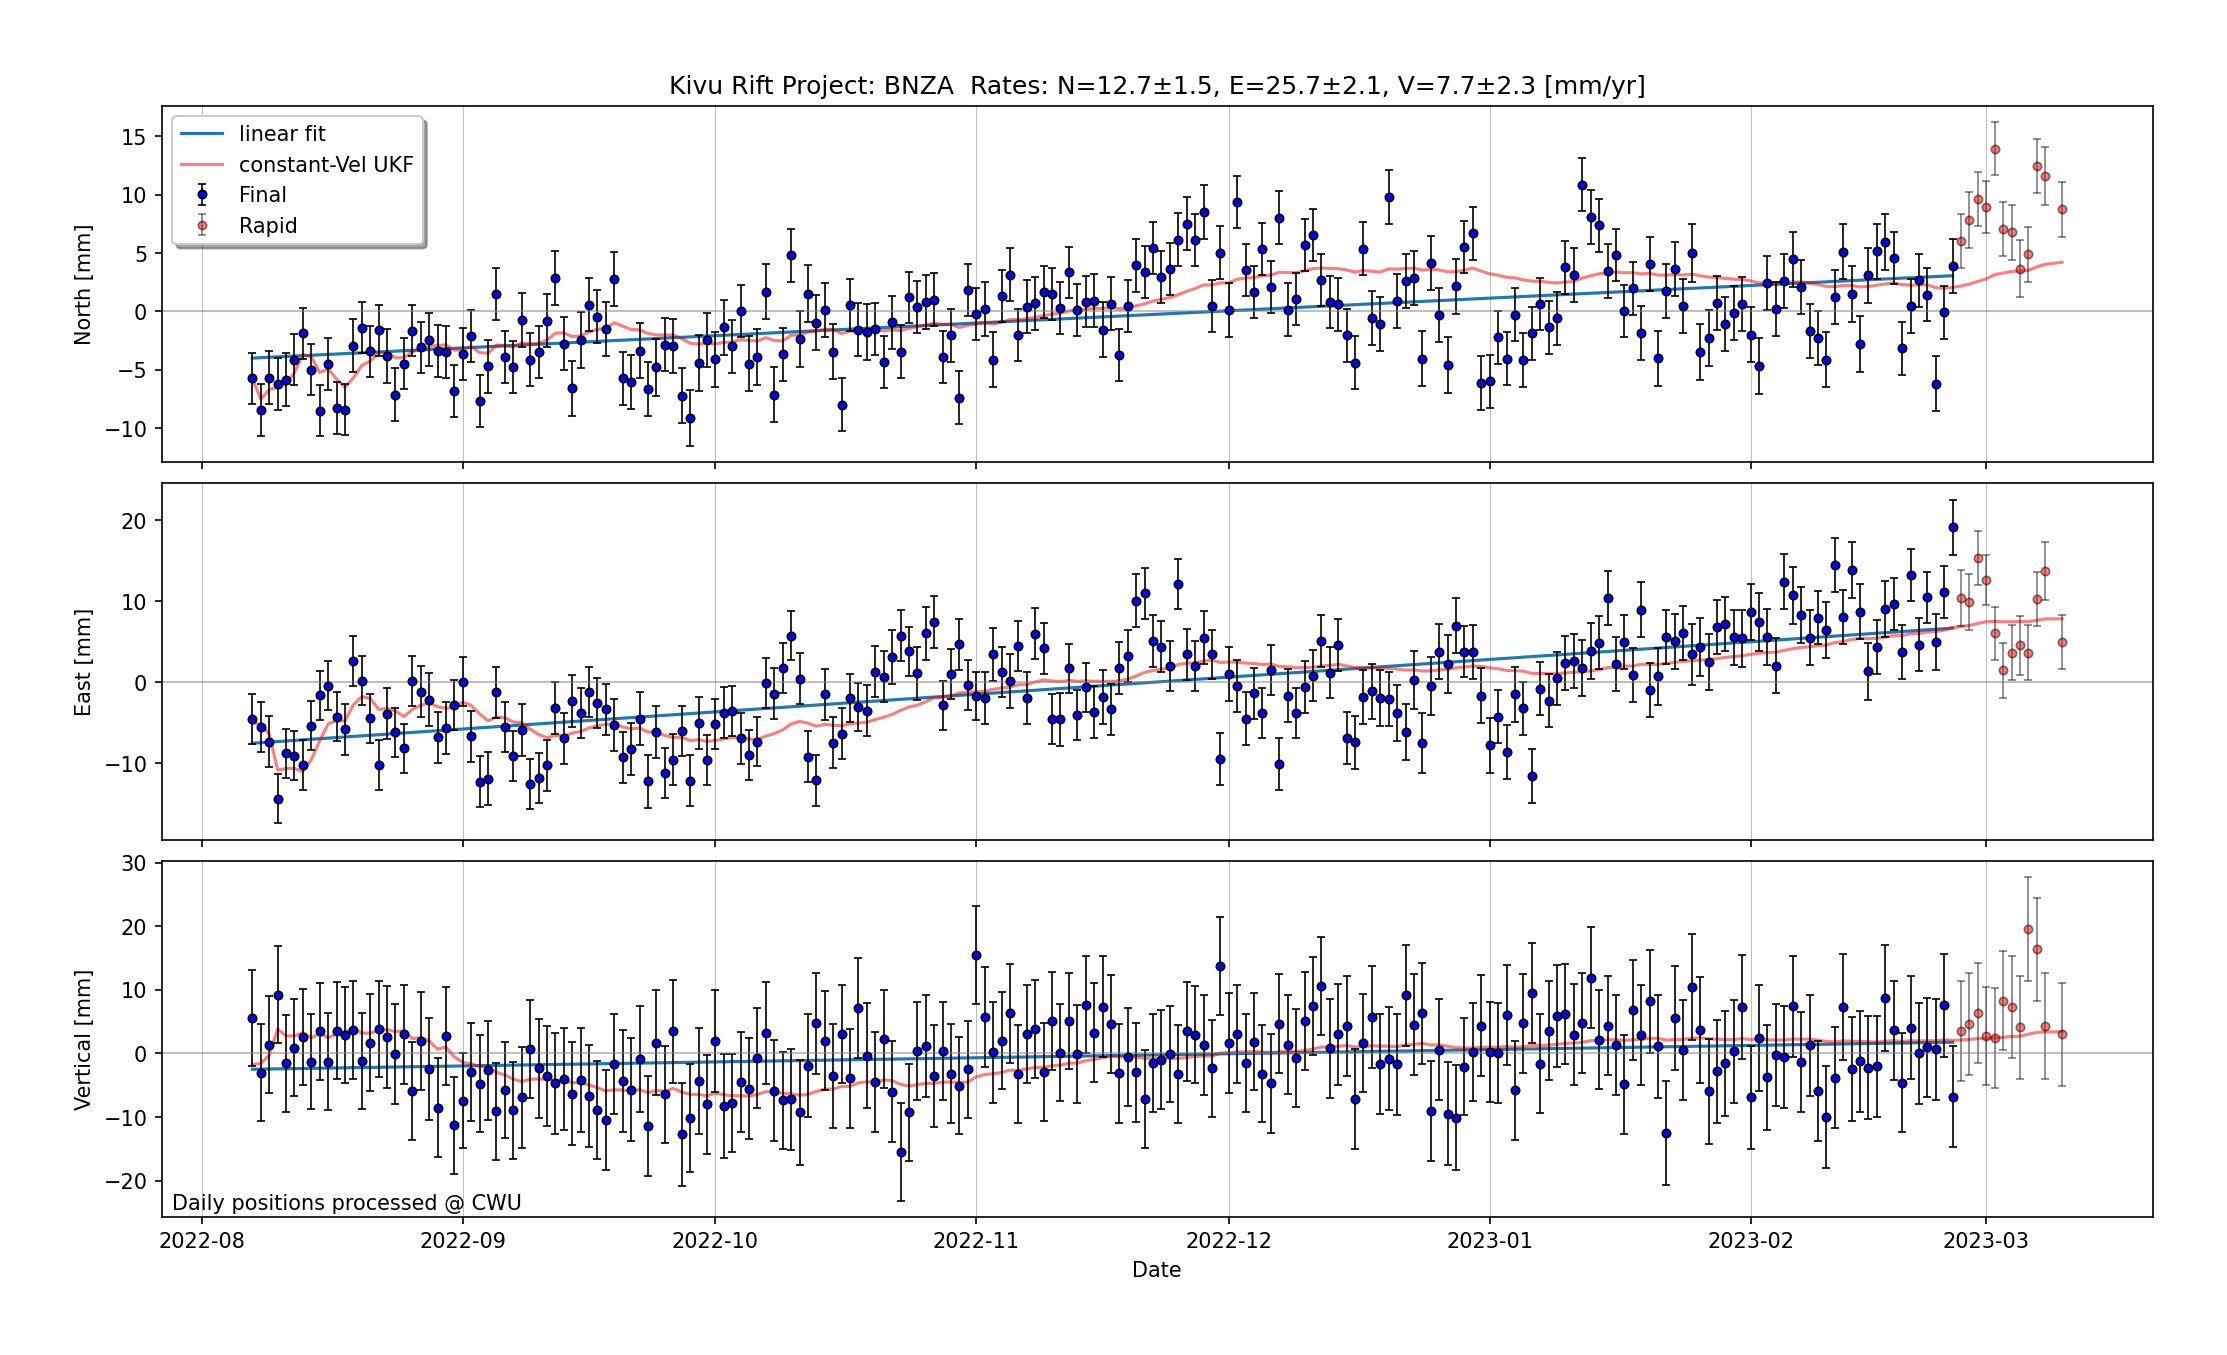 Kivu Rift Project: BNZA  Rates: N=12.7±1.5, E=25.7±2.1, V=7.7±2.3 [mm/yr]
linear fit
constant-Vel UKF
Final
Rapid
North [mm]
15
10
5
0
−5
−10
East [mm]
20
10
0
−10
Vertical [mm]
30
20
10
0
−10
−20
Daily positions processed @ CWU
2022-08 2022-09 2022-10 2022-11 2022-12 2023-01 2023-02 2023-03
Date